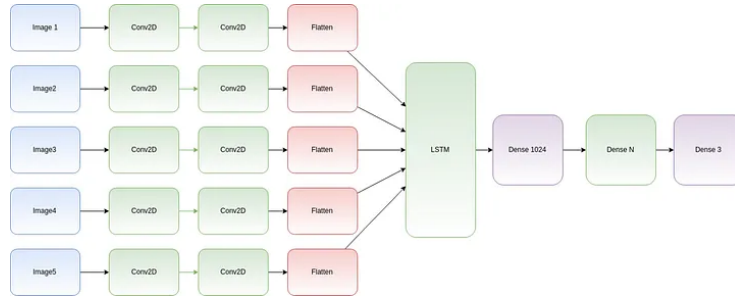 Image 1 Conv2D Conv2D Flatten
Image2 Conv2D Conv2D Flatten
Image3 Conv2D Conv2D Flatten LSTM Dense 1024 Dense N Dense 3
Image4 Conv2D Conv2D Flatten
Image5 Conv2D Conv2D Flatten